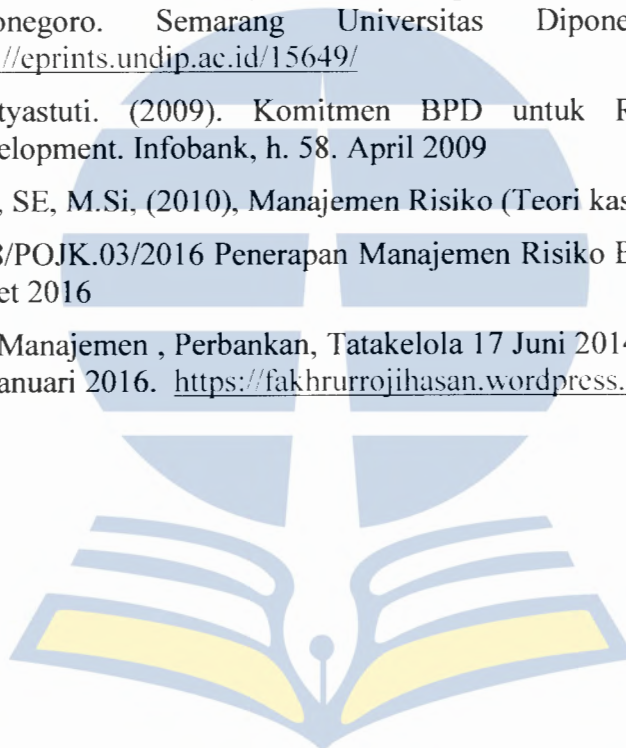 onegoro. Semarang Universitas Dipone
//eprints.undip.ac.id/15649/
tyastuti. (2009). Komitmen BPD untuk R
elopment. Infobank, h. 58. April 2009
, SE, M.Si, (2010), Manajemen Risiko (Teori kas
/POJK.03/2016 Penerapan Manajemen Risiko B
et 2016
Manajemen , Perbankan, Tatakelola 17 Juni 2014
anuari 2016. https://fakhrurrojihasan.wordpress.